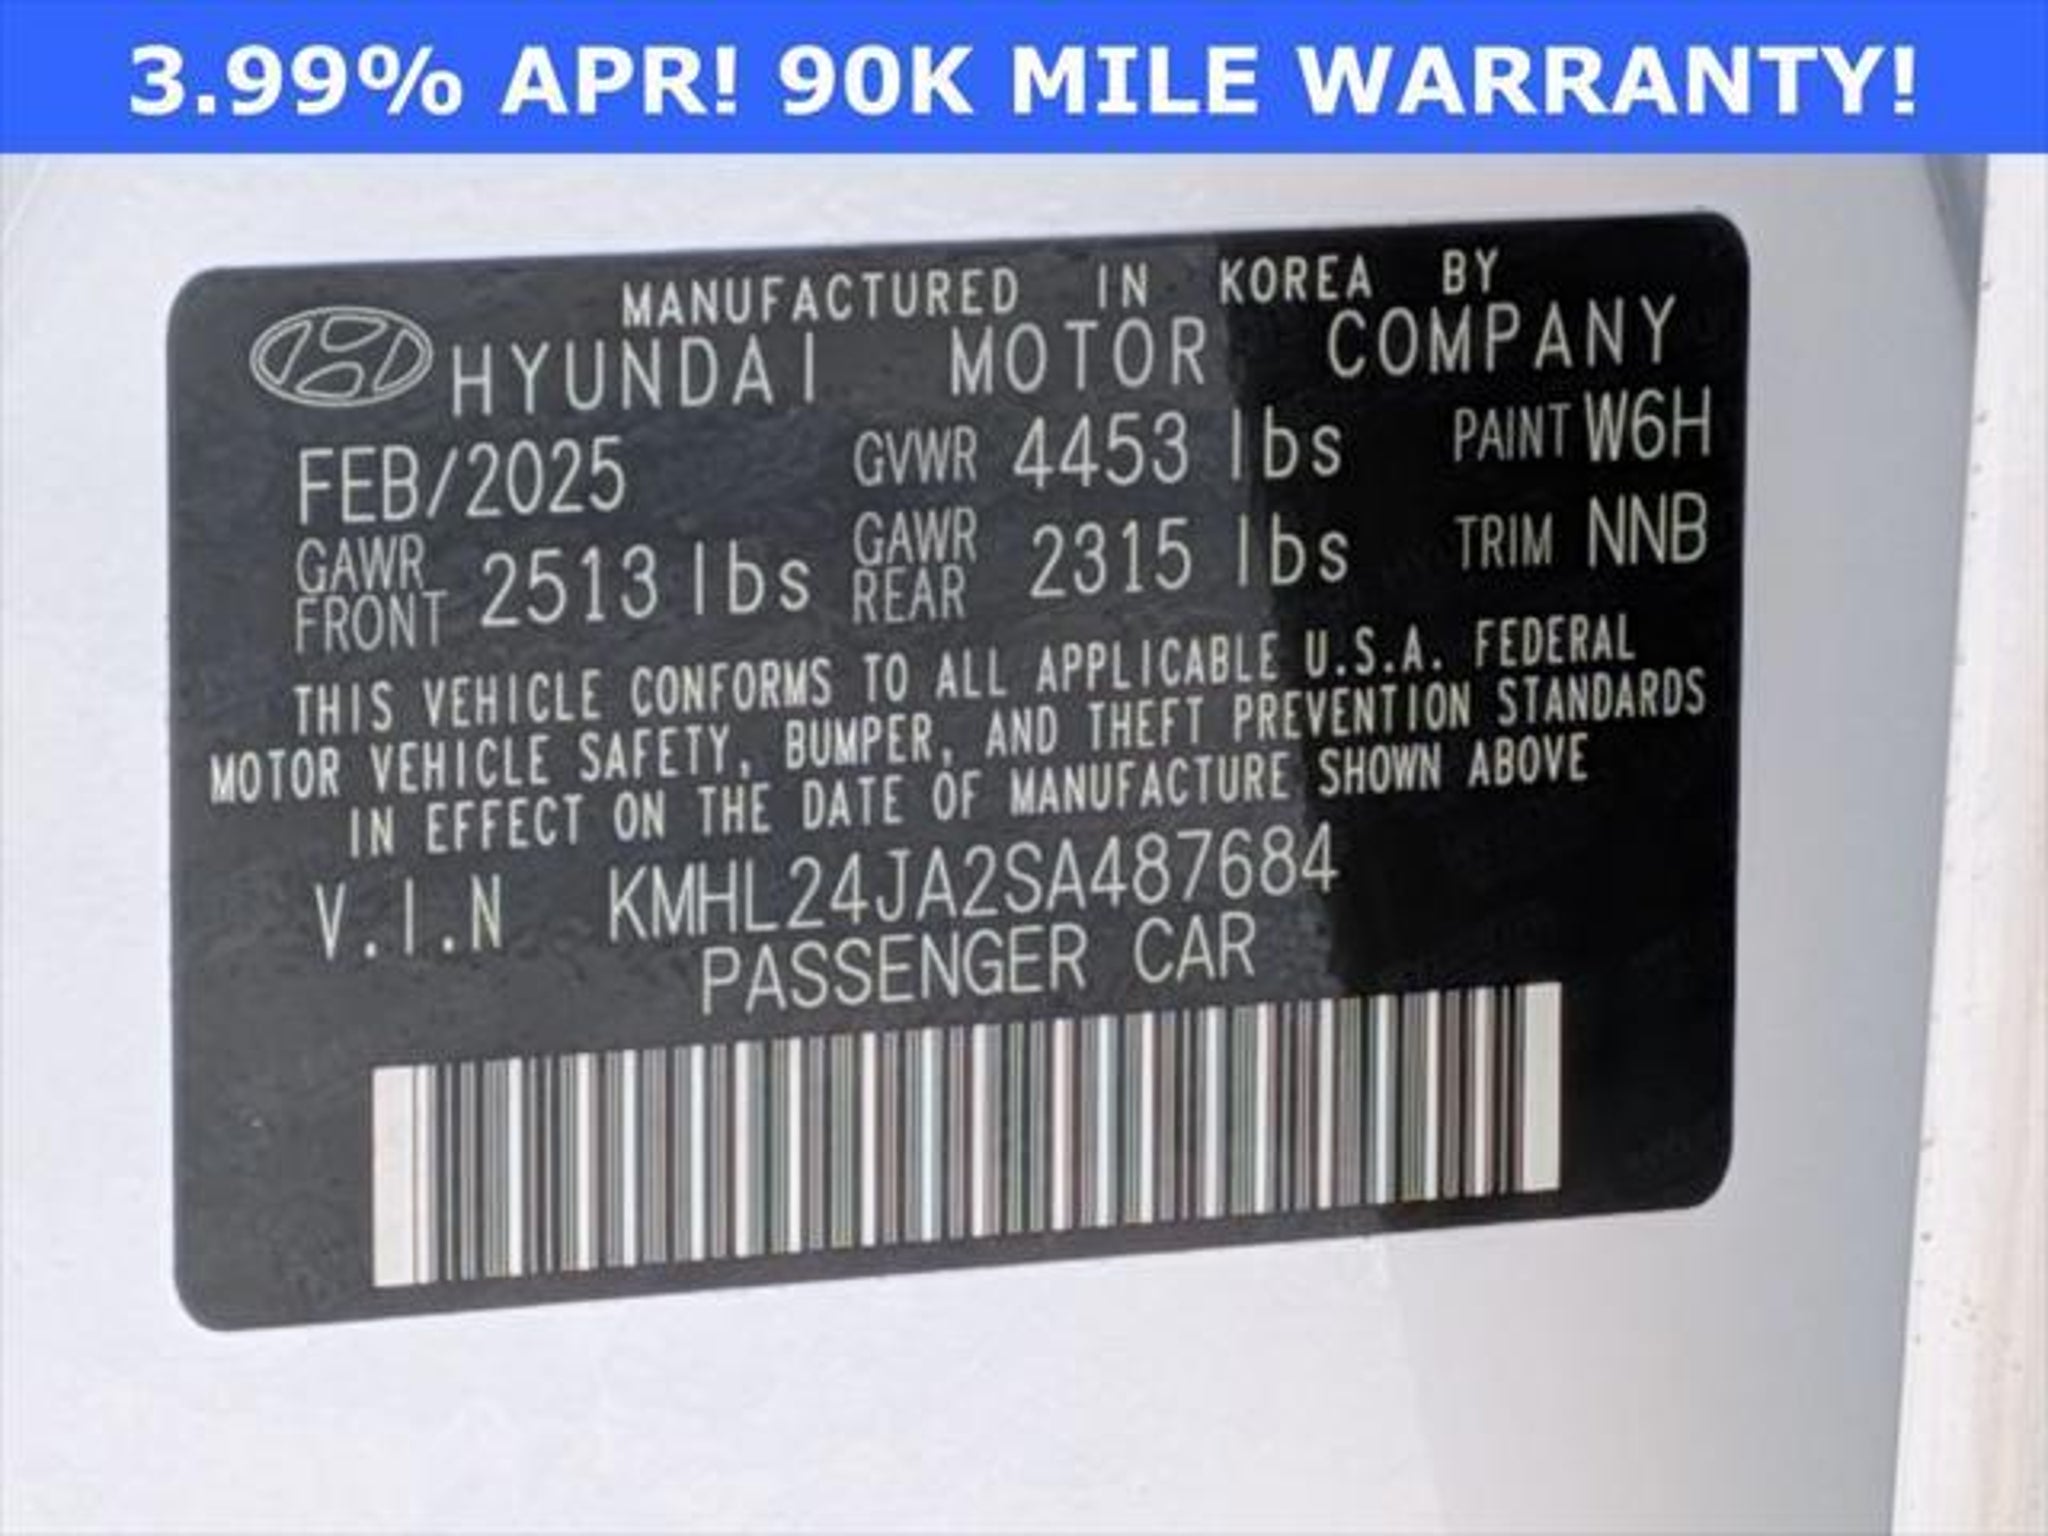 3.99% APR! 90K MILE WARRANTY!
MANUFACTURED IN KOREA BY
HYUNDAI MOTOR COMPANY
FEB/2025 GVWR 4453 lbs PAINT W6H
GAWR FRONT 2513 lbs GAWR REAR 2315 lbs TRIM NNB
THIS VEHICLE CONFORMS TO ALL APPLICABLE U.S.A. FEDERAL
MOTOR VEHICLE SAFETY, BUMPER, AND THEFT PREVENTION STANDARDS
IN EFFECT ON THE DATE OF MANUFACTURE SHOWN ABOVE
V.I.N KMHL24JA2SA487684
PASSENGER CAR